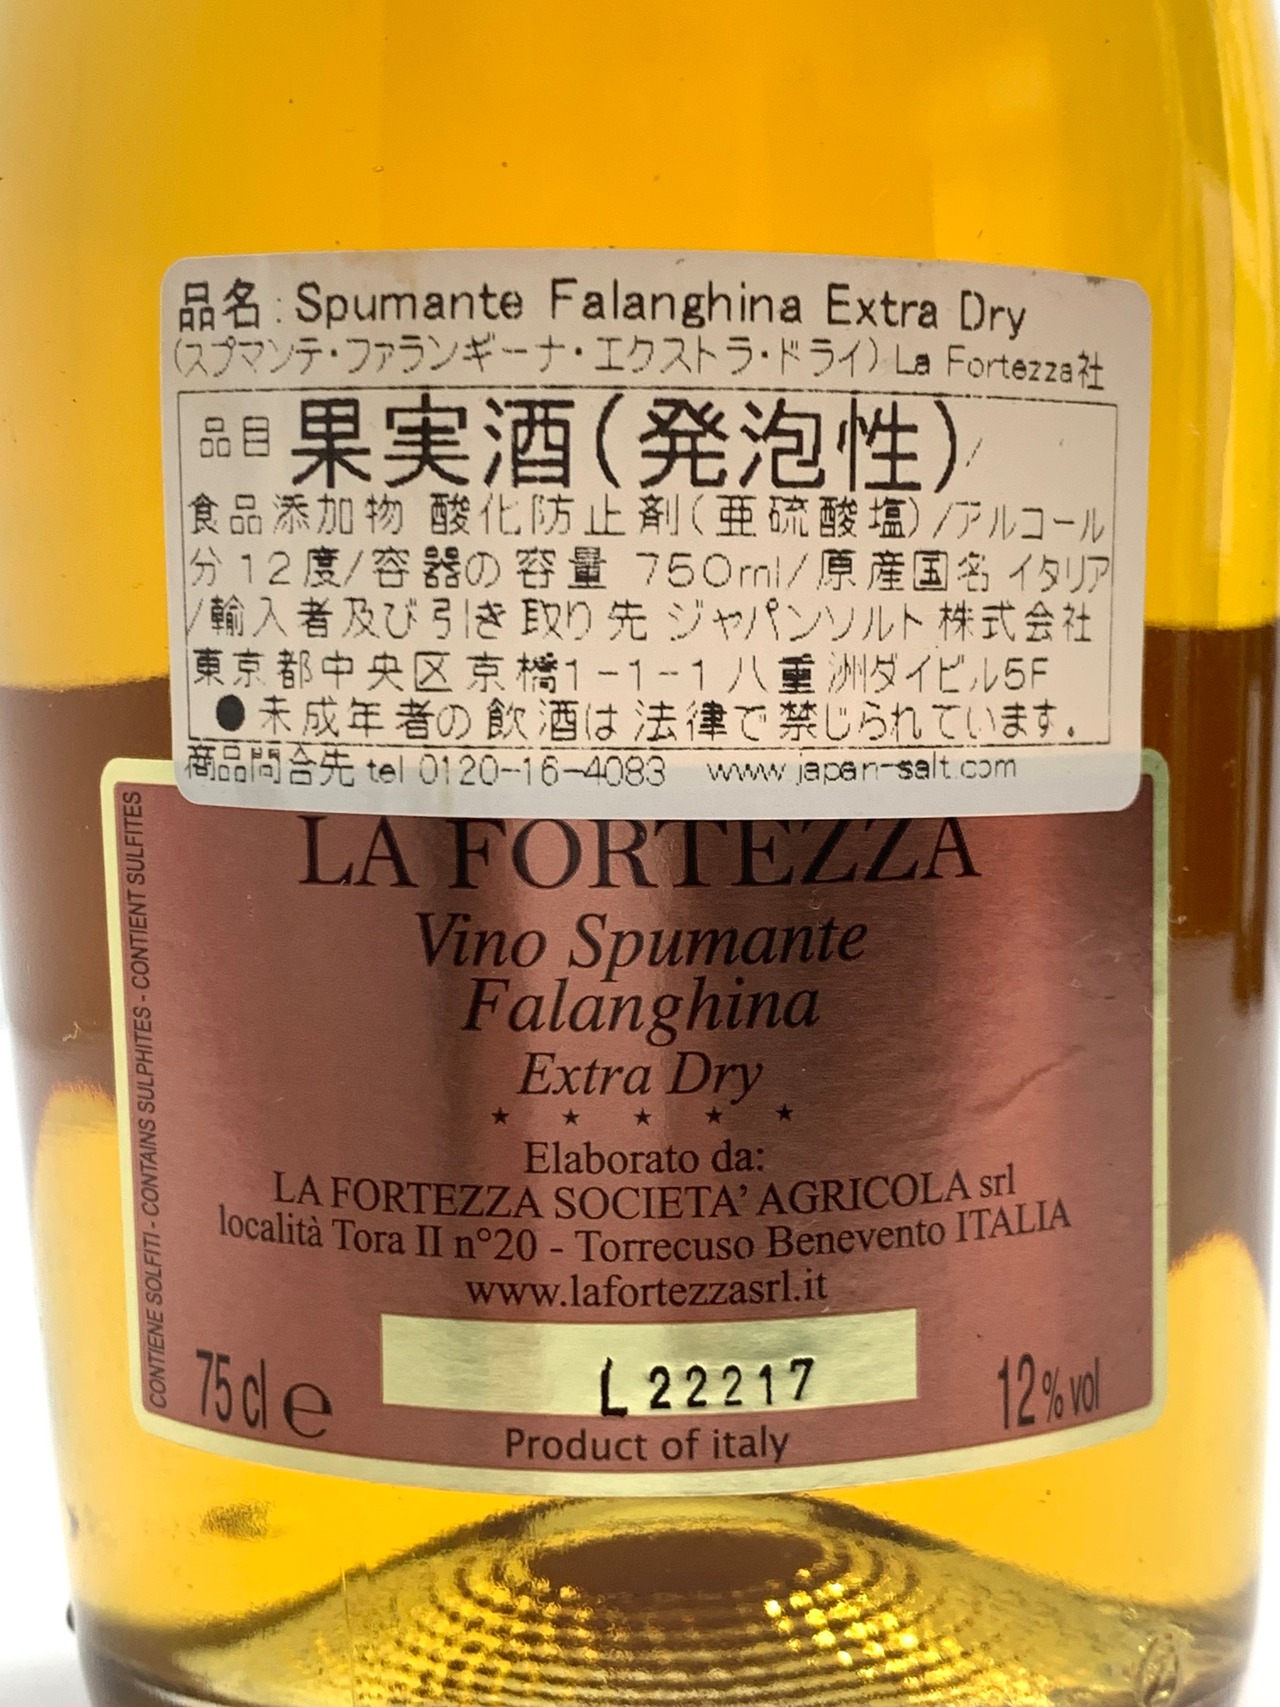 品名：Spumante Falanghina Extra Dry
(スプマンテ・ファランギーナ・エクストラ・ドライ) La Fortezza社
品目 果実酒(発泡性)/
食品添加物 酸化防止剤(亜硫酸塩)/アルコール
分12度/容器の容量 750ml/原産国名 イタリア
/輸入者及び引き取り先 ジャパンソルト株式会社
東京都中央区京橋1-1-1八重洲ダイビル5F
●未成年者の飲酒は法律で禁じられています。
商品問合先 tel 0120-16-4083 www.japan-salt.com
LA FORTEZZA
Vino Spumante
Falanghina
Extra Dry
★ ★ ★ ★ ★
Elaborato da:
LA FORTEZZA SOCIETA' AGRICOLA srl
località Tora II n°20 - Torrecuso Benevento ITALIA
www.lafortezzasrl.it
CONTIENE SOLFITI - CONTAINS SULPHITES - CONTIENT SULFITES
75 cl e
L22217
12% vol
Product of italy